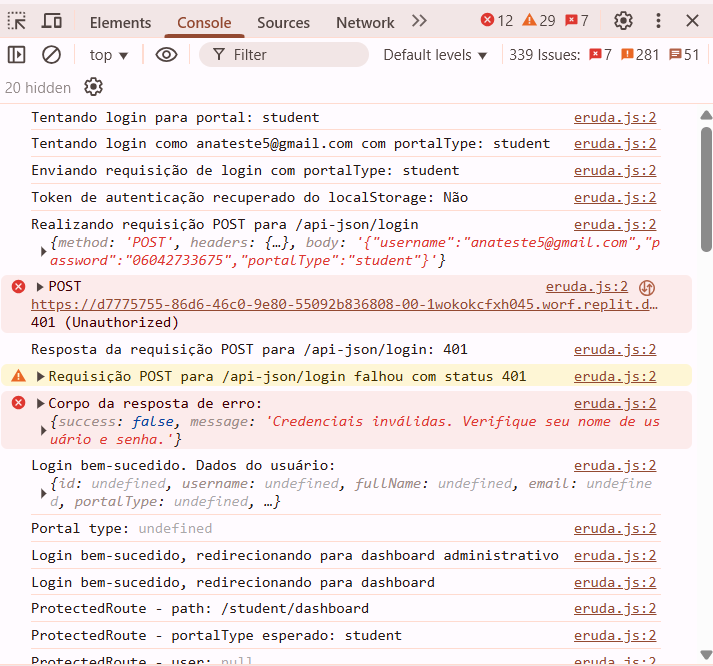 Elements Console Sources Network 12 29 7
top Filter Default levels 339 Issues: 7 281 51
20 hidden
Tentando login para portal: student eruda.js:2
Tentando login como anateste5@gmail.com com portalType: student eruda.js:2
Enviando requisição de login com portalType: student eruda.js:2
Token de autenticação recuperado do localStorage: Não eruda.js:2
Realizando requisição POST para /api-json/login eruda.js:2
{method: 'POST', headers: {…}, body: '{"username":"anateste5@gmail.com","p
assword":"06042733675","portalType":"student"}'}
POST eruda.js:2
https://d7775755-86d6-46c0-9e80-55092b836808-00-1wokokcfxh045.worf.replit.d…
401 (Unauthorized)
Resposta da requisição POST para /api-json/login: 401 eruda.js:2
Requisição POST para /api-json/login falhou com status 401 eruda.js:2
Corpo da resposta de erro: eruda.js:2
{success: false, message: 'Credenciais inválidas. Verifique seu nome de us
uário e senha.'}
Login bem-sucedido. Dados do usuário: eruda.js:2
{id: undefined, username: undefined, fullName: undefined, email: undefine
d, portalType: undefined, …}
Portal type: undefined eruda.js:2
Login bem-sucedido, redirecionando para dashboard administrativo eruda.js:2
Login bem-sucedido, redirecionando para dashboard eruda.js:2
ProtectedRoute - path: /student/dashboard eruda.js:2
ProtectedRoute - portalType esperado: student eruda.js:2
ProtectedRoute - user: null eruda.js:2